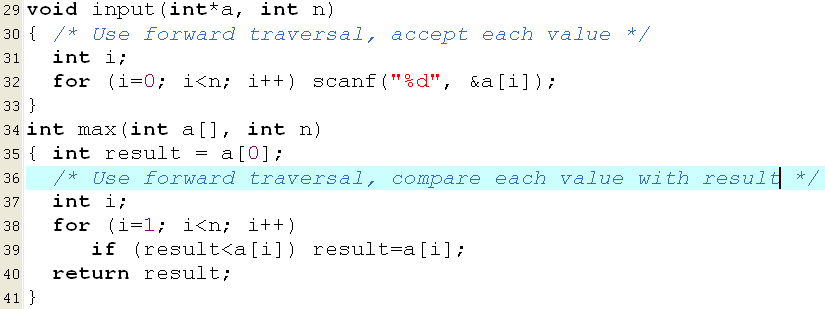 29 void input(int*a, int n)
30 { /* Use forward traversal, accept each value */
31   int i;
32   for (i=0; i<n; i++) scanf("%d", &a[i]);
33 }
34 int max(int a[], int n)
35 { int result = a[0];
36   /* Use forward traversal, compare each value with result */
37   int i;
38   for (i=1; i<n; i++)
39      if (result<a[i]) result=a[i];
40   return result;
41 }